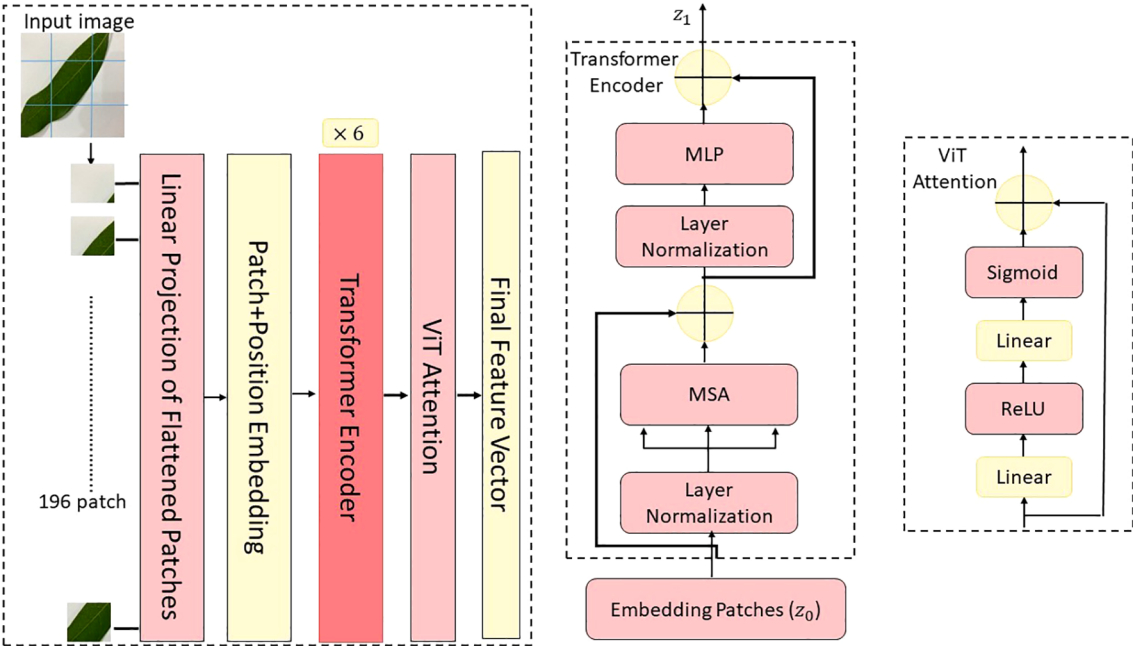 Input image
196 patch
Linear Projection of Flattened Patches
Patch+Position Embedding
× 6
Transformer Encoder
ViT Attention
Final Feature Vector
z₁
Transformer
Encoder
MLP
Layer
Normalization
MSA
Layer
Normalization
Embedding Patches (z₀)
ViT
Attention
Sigmoid
Linear
ReLU
Linear